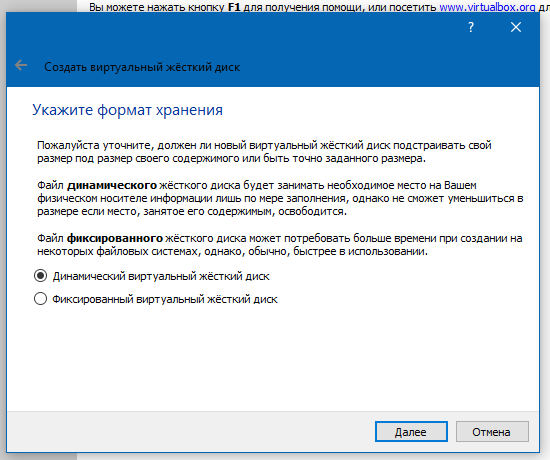 Вы можете нажать кнопку F1 для получения помощи, или посетить www.virtualbox.org дл
?
Создать виртуальный жёсткий диск
Укажите формат хранения
Пожалуйста уточните, должен ли новый виртуальный жёсткий диск подстраивать свой
размер под размер своего содержимого или быть точно заданного размера.
Файл динамического жёсткого диска будет занимать необходимое место на Вашем
физическом носителе информации лишь по мере заполнения, однако не сможет уменьшиться в
размере если место, занятое его содержимым, освободится.
Файл фиксированного жёсткого диска может потребовать больше времени при создании на
некоторых файловых системах, однако, обычно, быстрее в использовании.
Динамический виртуальный жёсткий диск
Фиксированный виртуальный жёсткий диск
Далее
Отмена